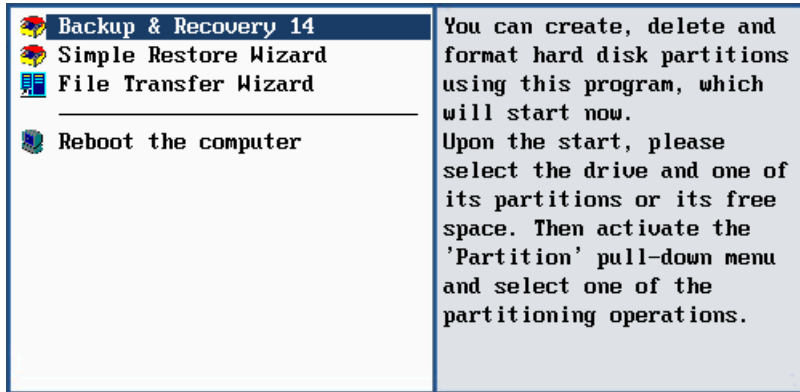 Backup & Recovery 14
Simple Restore Wizard
File Transfer Wizard
Reboot the computer
You can create, delete and
format hard disk partitions
using this program, which
will start now.
Upon the start, please
select the drive and one of
its partitions or its free
space. Then activate the
'Partition' pull-down menu
and select one of the
partitioning operations.